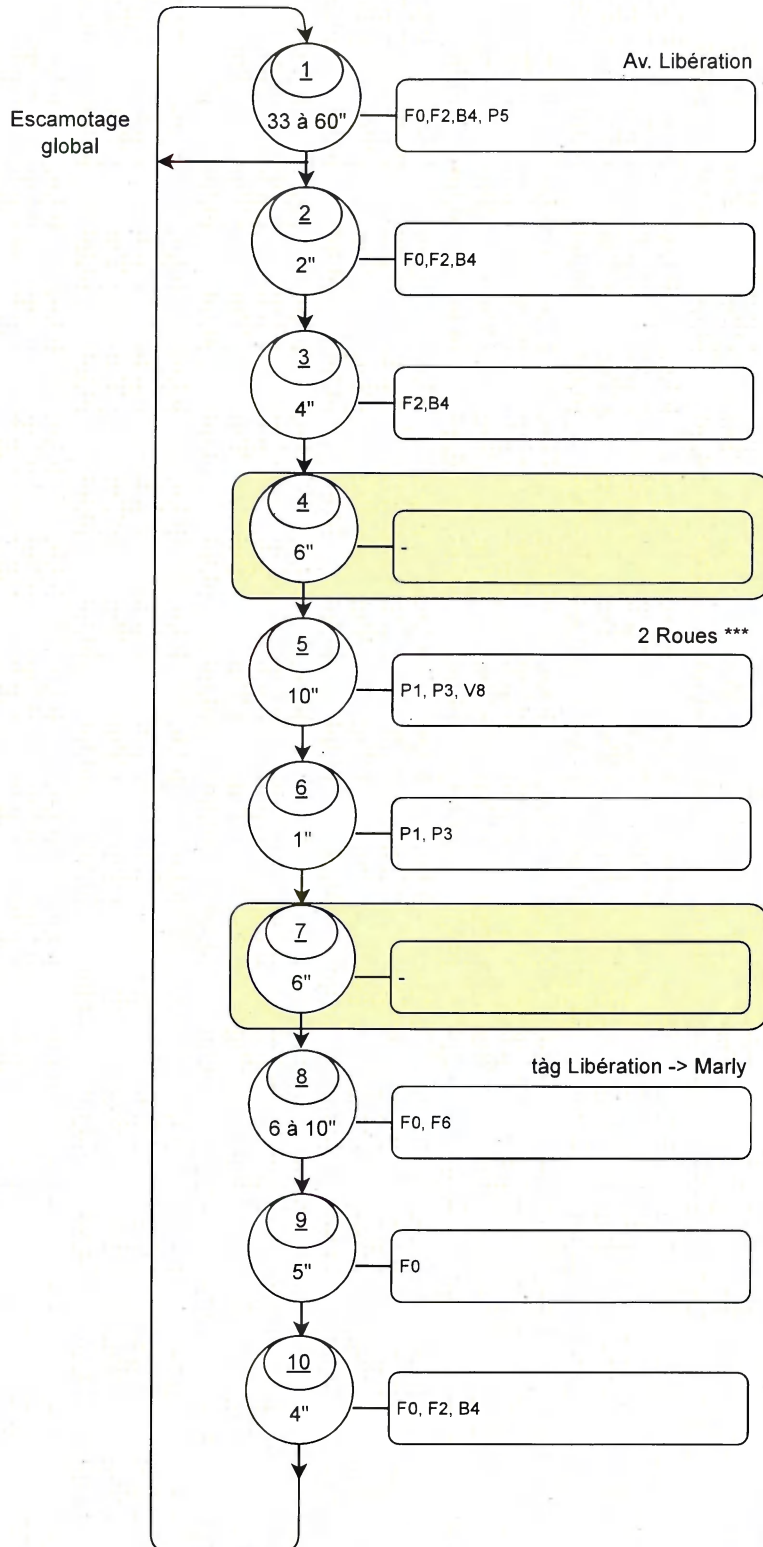 1
Av. Libération
33 à 60"
F0,F2,B4, P5
Escamotage
global
2
2"
F0,F2,B4
3
4"
F2,B4
4
6"
-
5
2 Roues ***
10"
P1, P3, V8
6
1"
P1, P3
7
6"
-
8
tàg Libération -> Marly
6 à 10"
F0, F6
9
5"
F0
10
4"
F0, F2, B4